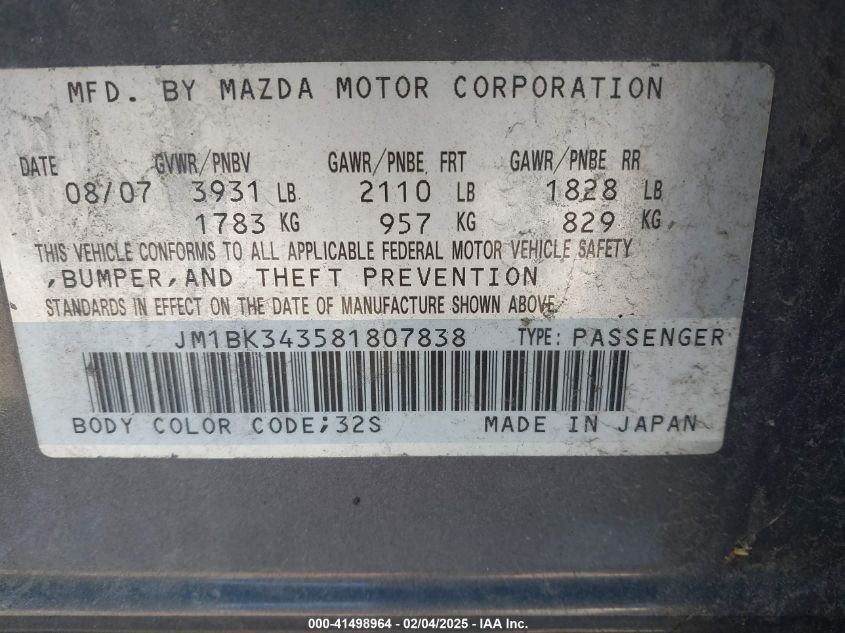 MFD. BY MAZDA MOTOR CORPORATION
DATE GVWR/PNBV GAWR/PNBE FRT GAWR/PNBE RR
08/07 3931 LB 2110 LB 1828 LB
1783 KG 957 KG 829 KG
THIS VEHICLE CONFORMS TO ALL APPLICABLE FEDERAL MOTOR VEHICLE SAFETY
,BUMPER,AND THEFT PREVENTION
STANDARDS IN EFFECT ON THE DATE OF MANUFACTURE SHOWN ABOVE
JM1BK343581807838 TYPE: PASSENGER
BODY COLOR CODE;32S MADE IN JAPAN
000-41498964 - 02/04/2025 - IAA Inc.